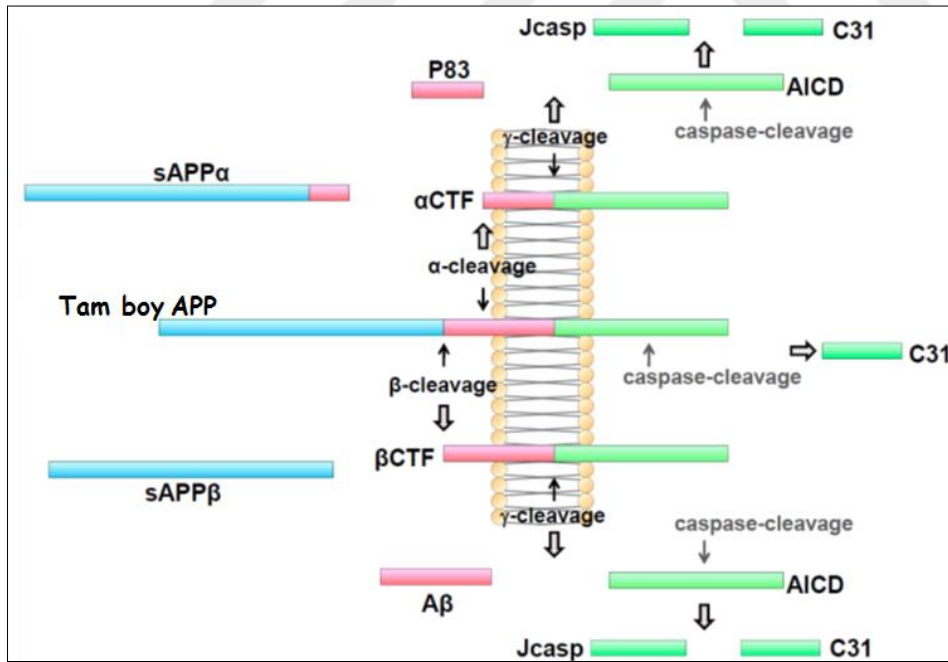 Jcasp
C31
P83
AICD
γ-cleavage
caspase-cleavage
sAPPα
αCTF
α-cleavage
Tam boy APP
C31
β-cleavage
caspase-cleavage
βCTF
sAPPβ
γ-cleavage
caspase-cleavage
Aβ
AICD
Jcasp
C31